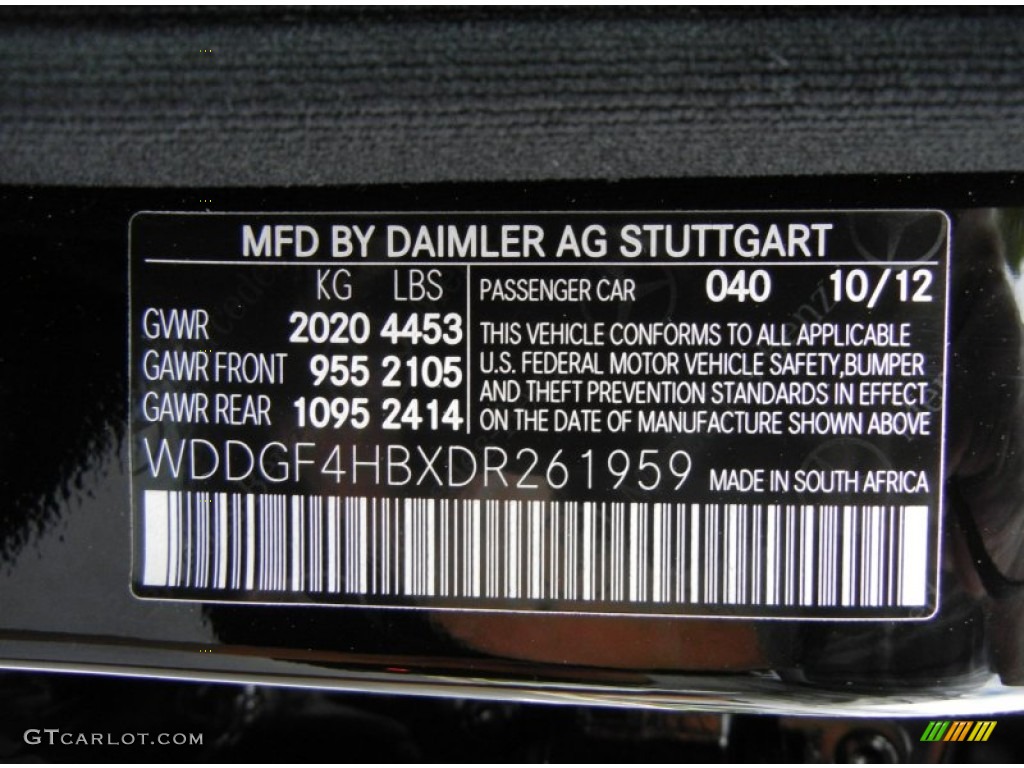 MFD BY DAIMLER AG STUTTGART
KG LBS
GVWR 2020 4453
GAWR FRONT 955 2105
GAWR REAR 1095 2414
PASSENGER CAR 040 10/12
THIS VEHICLE CONFORMS TO ALL APPLICABLE
U.S. FEDERAL MOTOR VEHICLE SAFETY, BUMPER
AND THEFT PREVENTION STANDARDS IN EFFECT
ON THE DATE OF MANUFACTURE SHOWN ABOVE
WDDGF4HBXDR261959 MADE IN SOUTH AFRICA
GTCARLOT.COM